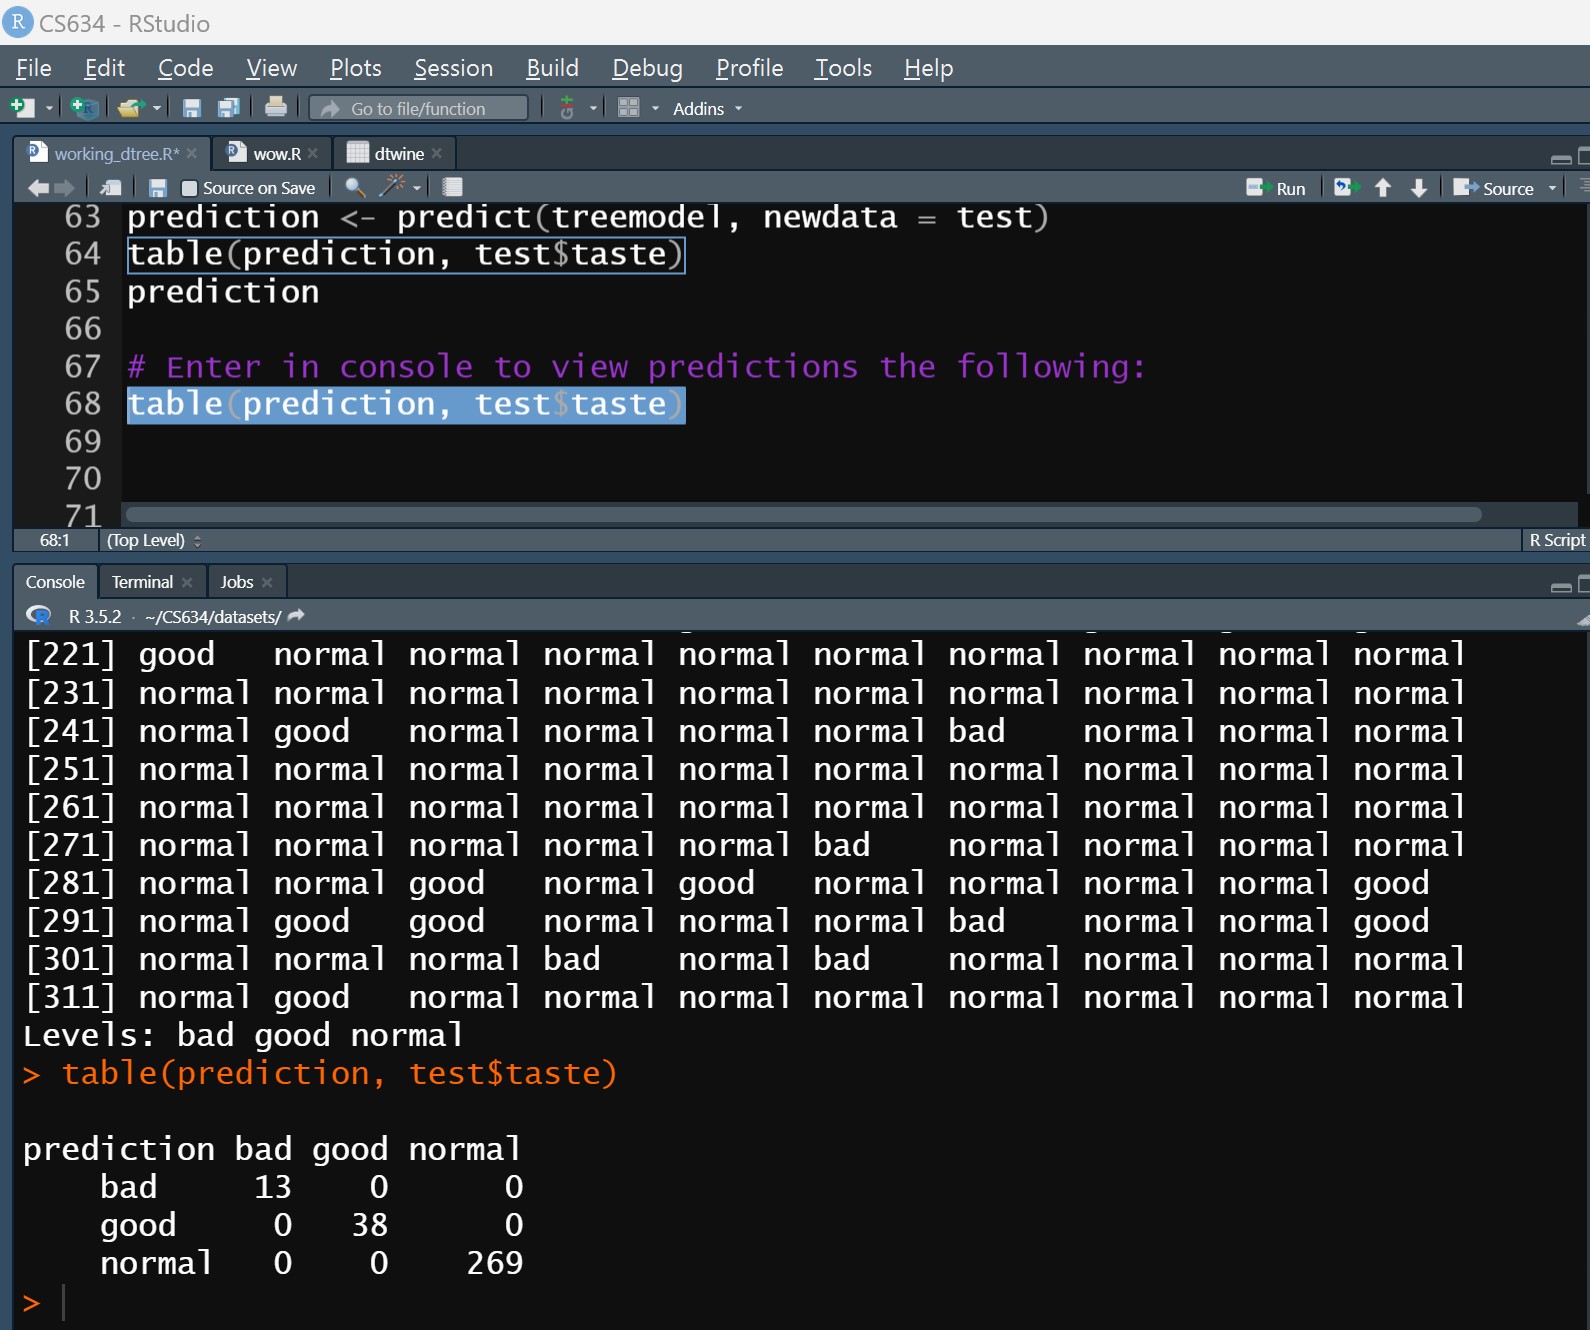 CS634 - RStudio
File Edit Code View Plots Session Build Debug Profile Tools Help
Go to file/function Addins
working_dtree.R* wow.R dtwine
Source on Save Run Source
63 prediction <- predict(treemodel, newdata = test)
64 table(prediction, test$taste)
65 prediction
66
67 # Enter in console to view predictions the following:
68 table(prediction, test$taste)
69
70
71
68:1 (Top Level) R Script
Console Terminal Jobs
R 3.5.2 · ~/CS634/datasets/
[221] good normal normal normal normal normal normal normal normal normal
[231] normal normal normal normal normal normal normal normal normal normal
[241] normal good normal normal normal normal bad normal normal normal
[251] normal normal normal normal normal normal normal normal normal normal
[261] normal normal normal normal normal normal normal normal normal normal
[271] normal normal normal normal normal bad normal normal normal normal
[281] normal normal good normal good normal normal normal normal good
[291] normal good good normal normal normal bad normal normal good
[301] normal normal normal bad normal bad normal normal normal normal
[311] normal good normal normal normal normal normal normal normal normal
Levels: bad good normal
> table(prediction, test$taste)
prediction bad good normal
bad 13 0 0
good 0 38 0
normal 0 0 269
>